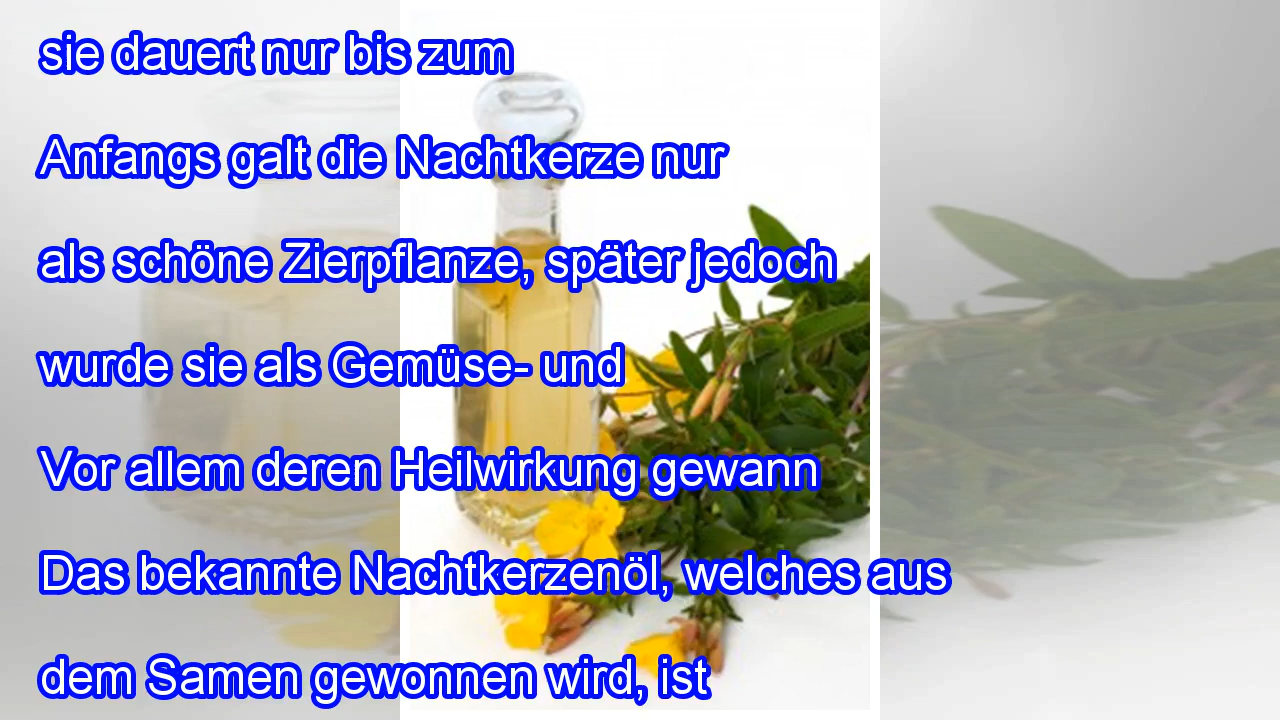 sie dauert nur bis zum
Anfangs galt die Nachtkerze nur
als schöne Zierpflanze, später jedoch
wurde sie als Gemüse- und
Vor allem deren Heilwirkung gewann
Das bekannte Nachtkerzenöl, welches aus
dem Samen gewonnen wird, ist